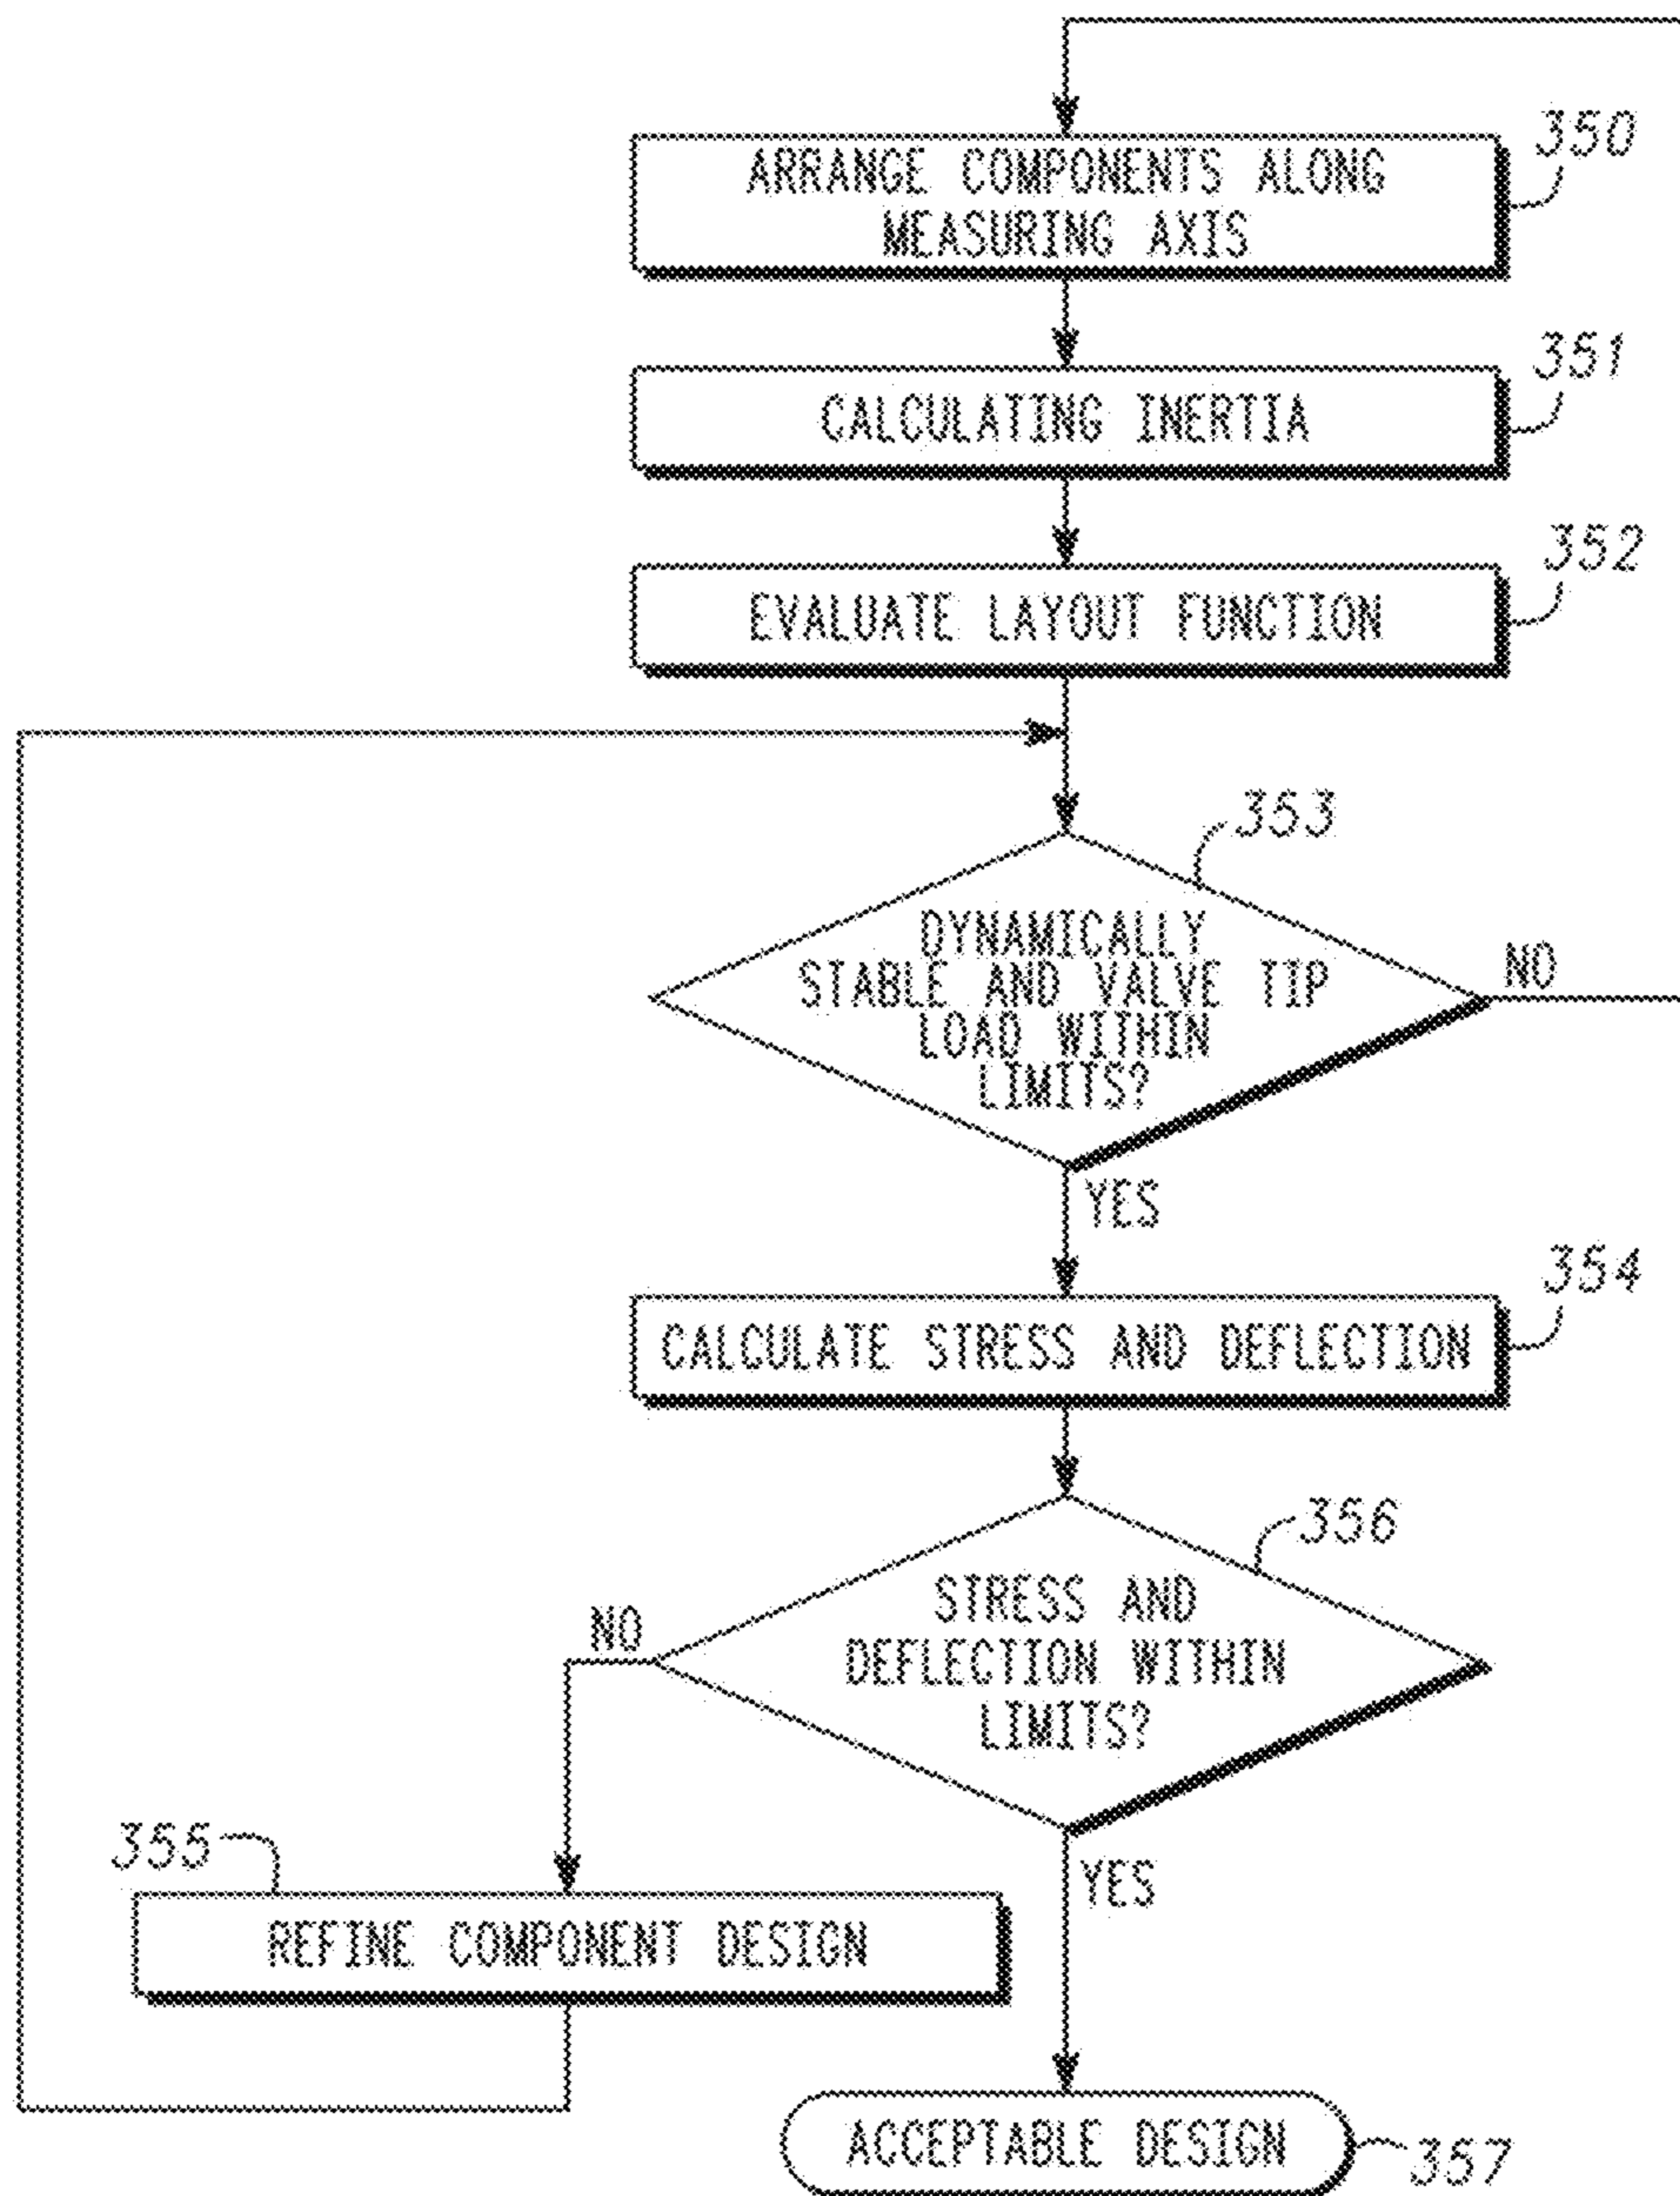 350
ARRANGE COMPONENTS ALONG
MEASURING AXIS
351
CALCULATING INERTIA
352
EVALUATE LAYOUT FUNCTION
353
DYNAMICALLY
STABLE AND VALVE TIP
LOAD WITHIN
LIMITS?
NO
YES
354
CALCULATE STRESS AND DEFLECTION
356
STRESS AND
DEFLECTION WITHIN
LIMITS?
NO
YES
355
REFINE COMPONENT DESIGN
ACCEPTABLE DESIGN
357